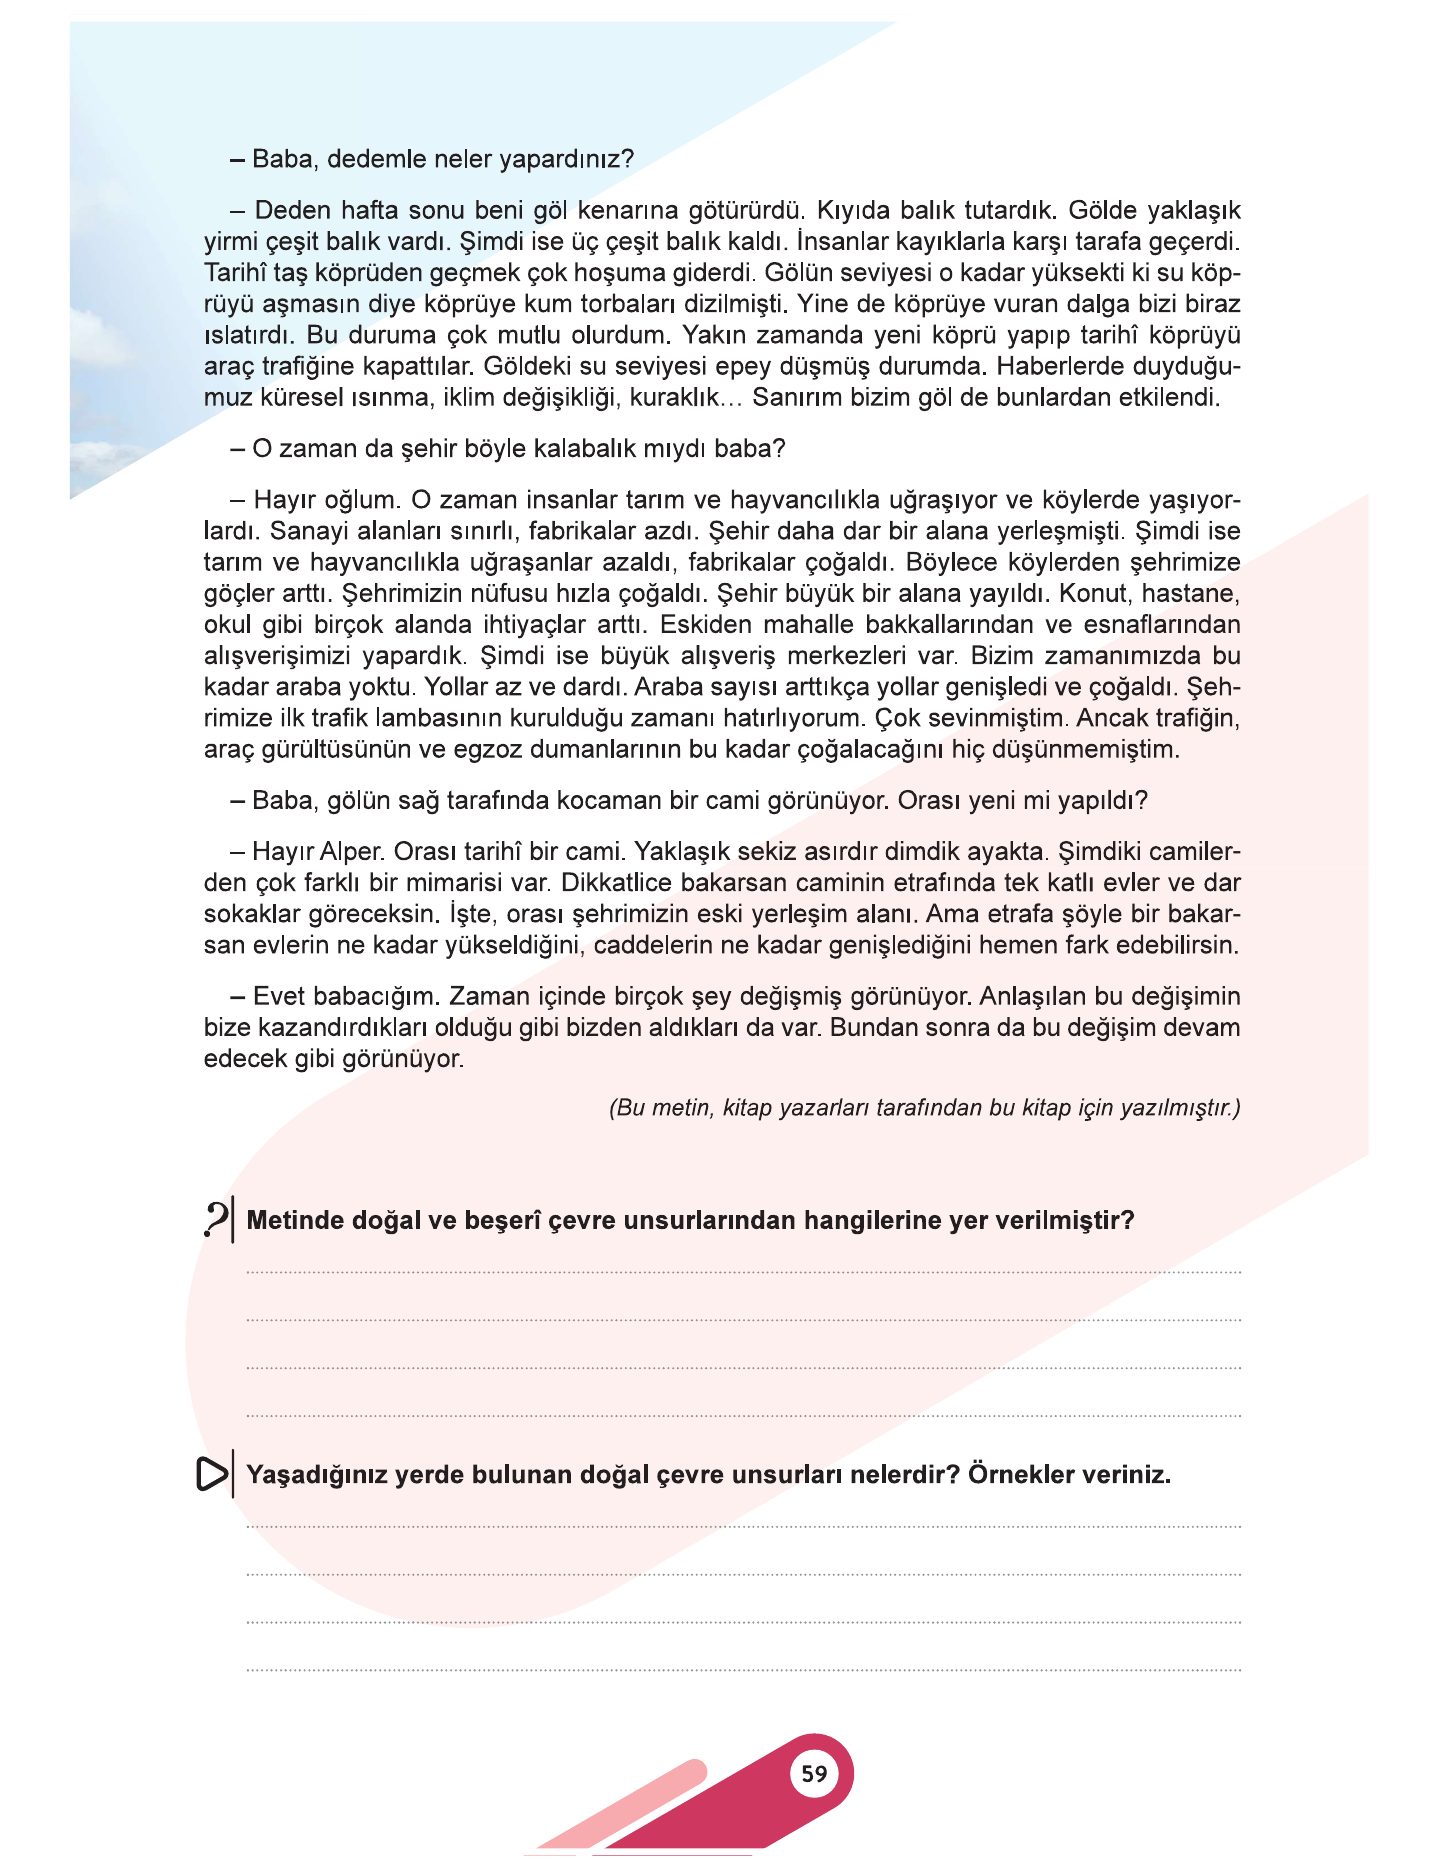 – Baba, dedemle neler yapardınız?
– Deden hafta sonu beni göl kenarına götürürdü. Kıyıda balık tutardık. Gölde yaklaşık
yirmi çeşit balık vardı. Şimdi ise üç çeşit balık kaldı. İnsanlar kayıklarla karşı tarafa geçerdi.
Tarihî taş köprüden geçmek çok hoşuma giderdi. Gölün seviyesi o kadar yüksekti ki su köp-
rüyü aşmasın diye köprüye kum torbaları dizilmişti. Yine de köprüye vuran dalga bizi biraz
ıslatırdı. Bu duruma çok mutlu olurdum. Yakın zamanda yeni köprü yapıp tarihî köprüyü
araç trafiğine kapattılar. Göldeki su seviyesi epey düşmüş durumda. Haberlerde duyduğu-
muz küresel ısınma, iklim değişikliği, kuraklık… Sanırım bizim göl de bunlardan etkilendi.
– O zaman da şehir böyle kalabalık mıydı baba?
– Hayır oğlum. O zaman insanlar tarım ve hayvancılıkla uğraşıyor ve köylerde yaşıyor-
lardı. Sanayi alanları sınırlı, fabrikalar azdı. Şehir daha dar bir alana yerleşmişti. Şimdi ise
tarım ve hayvancılıkla uğraşanlar azaldı, fabrikalar çoğaldı. Böylece köylerden şehrimize
göçler arttı. Şehrimizin nüfusu hızla çoğaldı. Şehir büyük bir alana yayıldı. Konut, hastane,
okul gibi birçok alanda ihtiyaçlar arttı. Eskiden mahalle bakkallarından ve esnaflarından
alışverişimizi yapardık. Şimdi ise büyük alışveriş merkezleri var. Bizim zamanımızda bu
kadar araba yoktu. Yollar az ve dardı. Araba sayısı arttıkça yollar genişledi ve çoğaldı. Şeh-
rimize ilk trafik lambasının kurulduğu zamanı hatırlıyorum. Çok sevinmiştim. Ancak trafiğin,
araç gürültüsünün ve egzoz dumanlarının bu kadar çoğalacağını hiç düşünmemiştim.
– Baba, gölün sağ tarafında kocaman bir cami görünüyor. Orası yeni mi yapıldı?
– Hayır Alper. Orası tarihî bir cami. Yaklaşık sekiz asırdır dimdik ayakta. Şimdiki camiler-
den çok farklı bir mimarisi var. Dikkatlice bakarsan caminin etrafında tek katlı evler ve dar
sokaklar göreceksin. İşte, orası şehrimizin eski yerleşim alanı. Ama etrafa şöyle bir bakar-
san evlerin ne kadar yükseldiğini, caddelerin ne kadar genişlediğini hemen fark edebilirsin.
– Evet babacığım. Zaman içinde birçok şey değişmiş görünüyor. Anlaşılan bu değişimin
bize kazandırdıkları olduğu gibi bizden aldıkları da var. Bundan sonra da bu değişim devam
edecek gibi görünüyor.
(Bu metin, kitap yazarları tarafından bu kitap için yazılmıştır.)
? Metinde doğal ve beşerî çevre unsurlarından hangilerine yer verilmiştir?
Yaşadığınız yerde bulunan doğal çevre unsurları nelerdir? Örnekler veriniz.
59